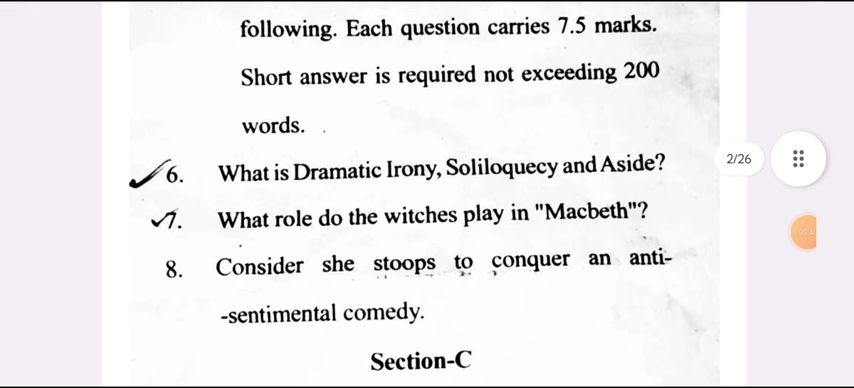 following. Each question carries 7.5 marks.
Short answer is required not exceeding 200
words.
6. What is Dramatic Irony, Soliloquecy and Aside?
2/26
7. What role do the witches play in "Macbeth"?
8. Consider she stoops to conquer an anti-
-sentimental comedy.
Section-C